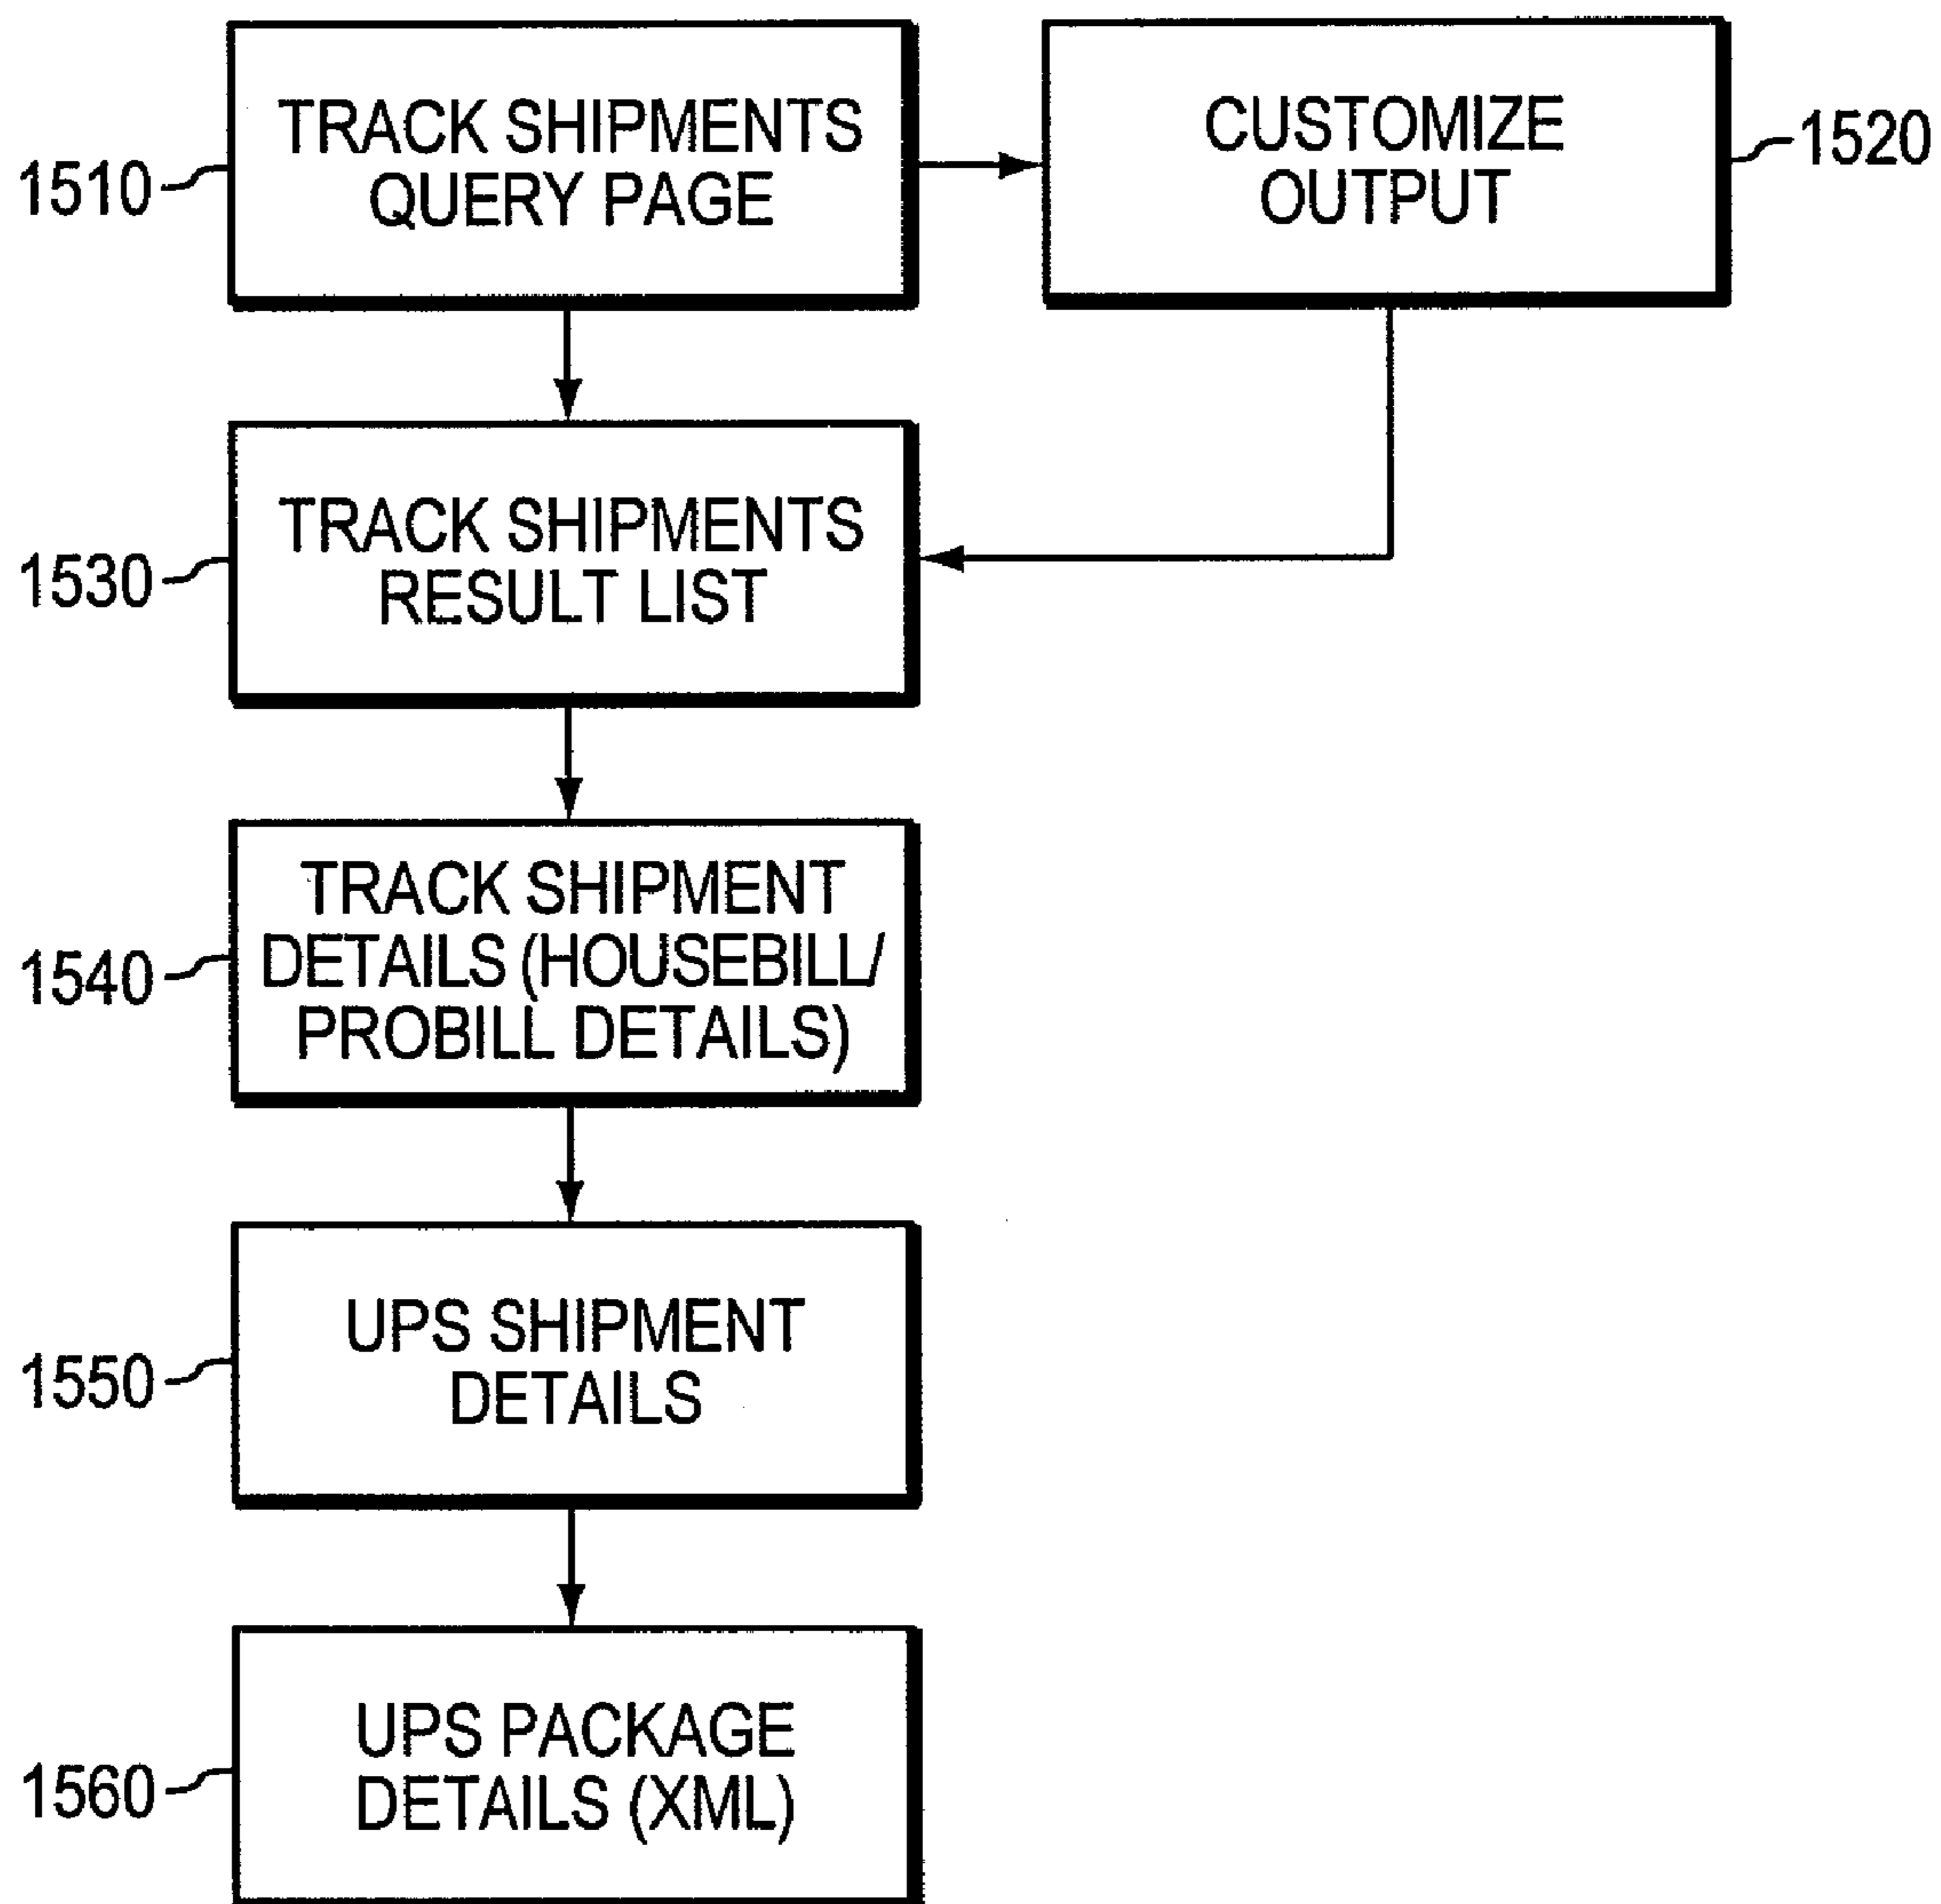 TRACK SHIPMENTS
QUERY PAGE
1510
CUSTOMIZE
OUTPUT
1520
TRACK SHIPMENTS
RESULT LIST
1530
TRACK SHIPMENT
DETAILS (HOUSEBILL/
PROBILL DETAILS)
1540
UPS SHIPMENT
DETAILS
1550
UPS PACKAGE
DETAILS (XML)
1560